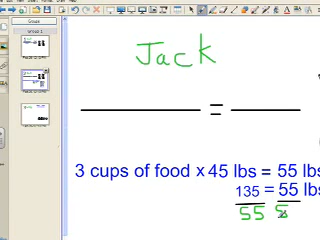 Jack
=
3 cups of food × 45 lbs = 55 lbs
135 = 55 lbs
55 5